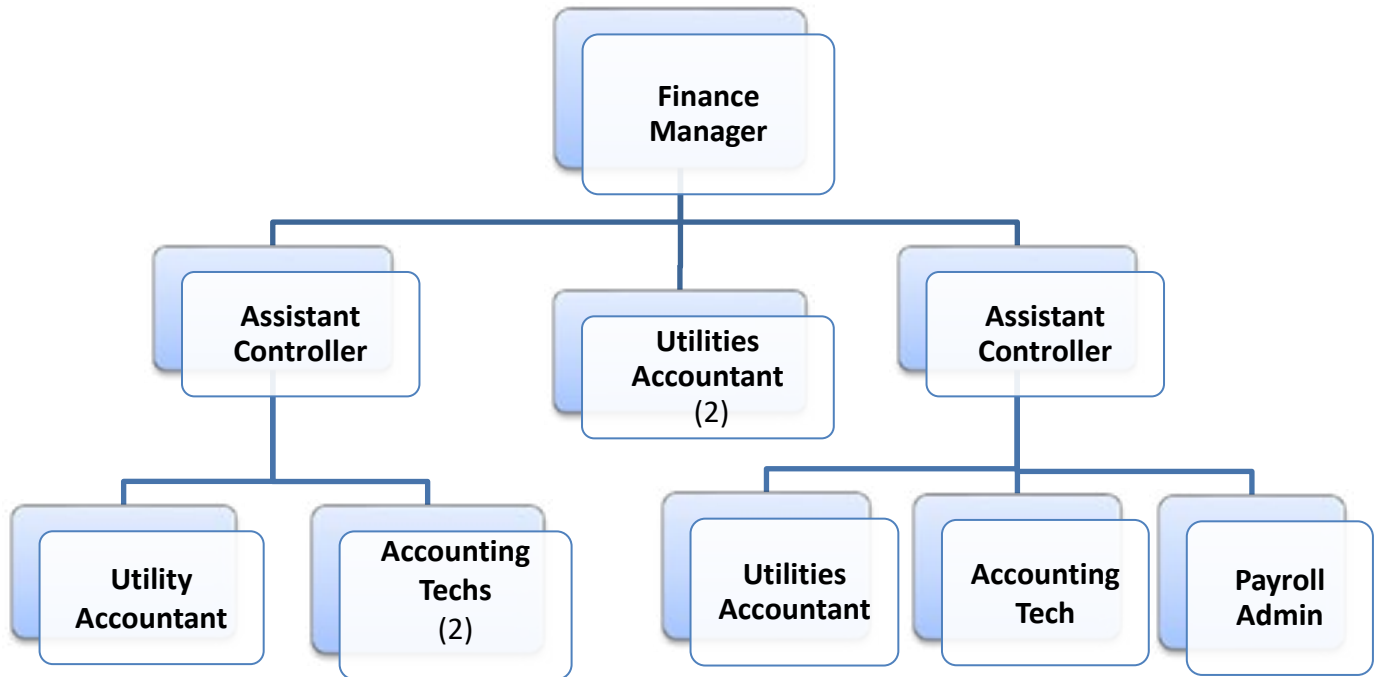 Finance
Manager
Assistant
Controller
Utilities
Accountant
(2)
Assistant
Controller
Utility
Accountant
Accounting
Techs
(2)
Utilities
Accountant
Accounting
Tech
Payroll
Admin